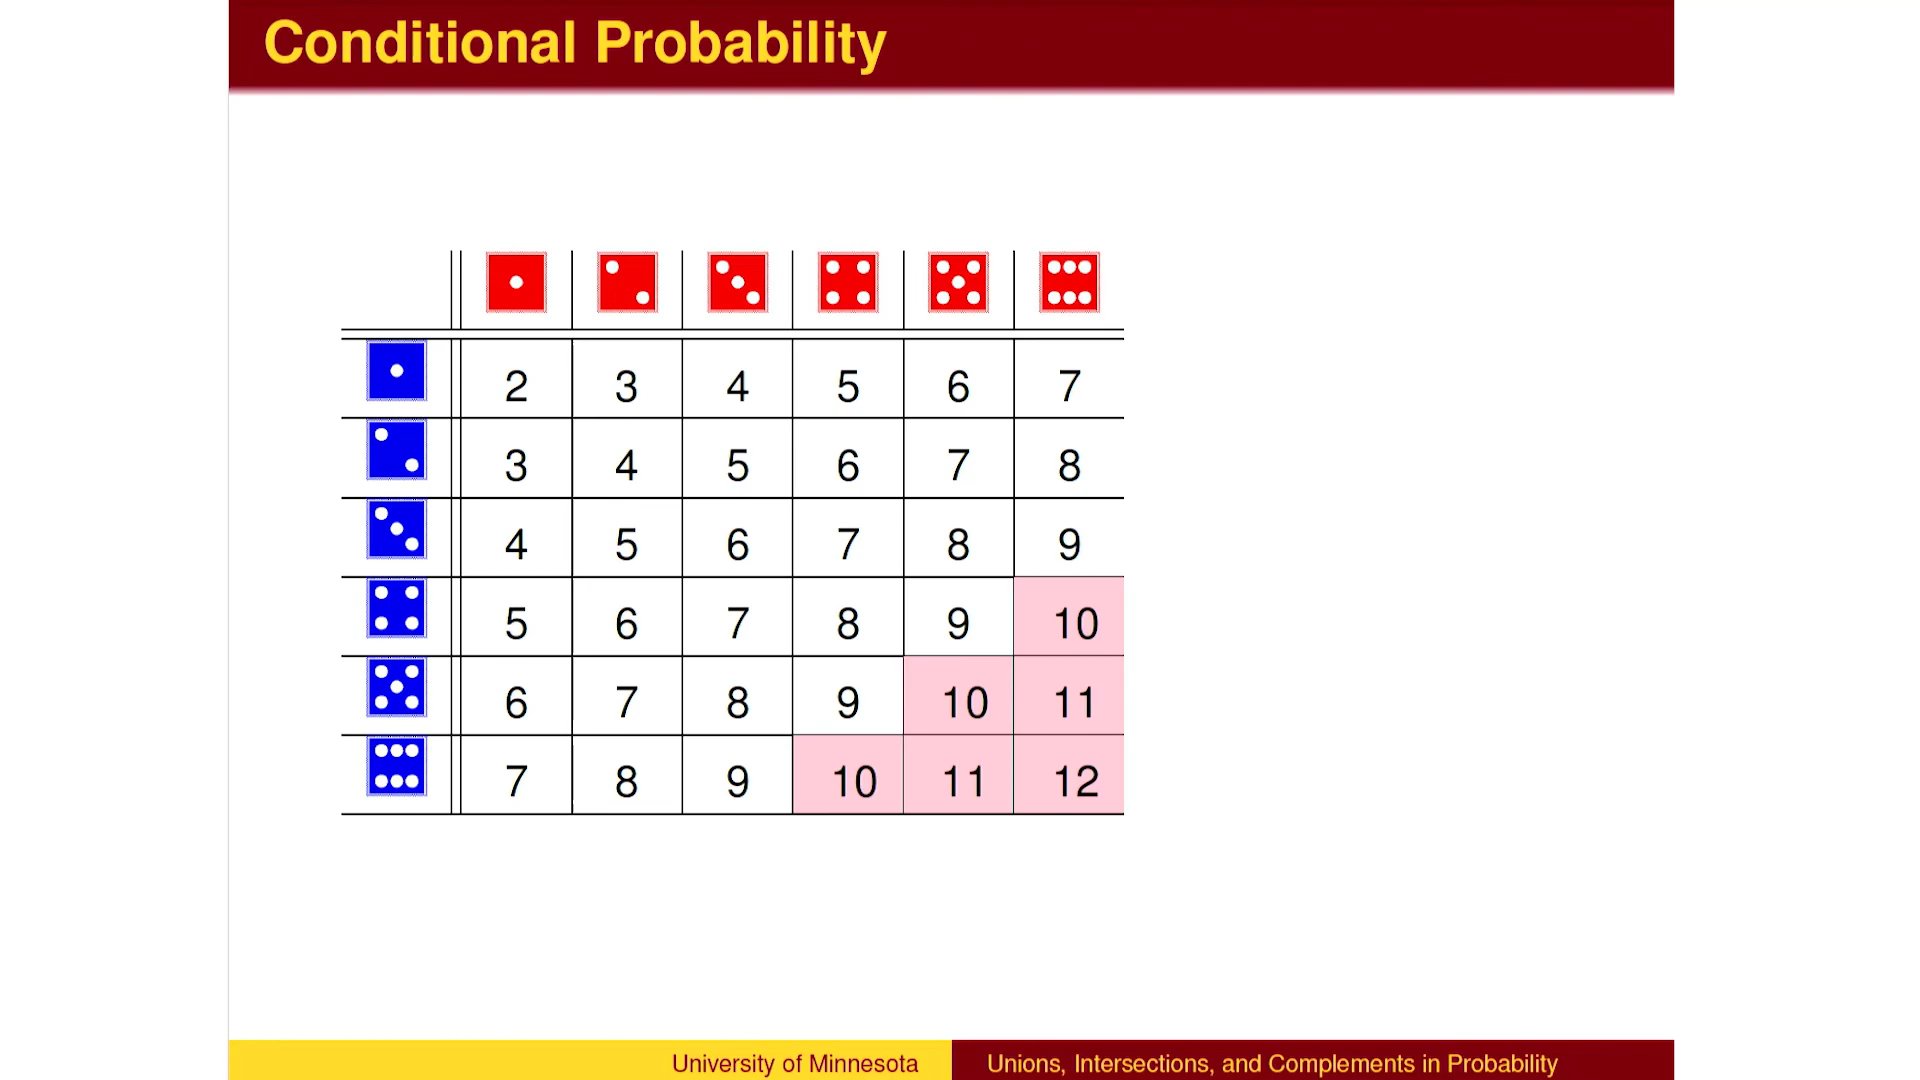 Conditional Probability
2 3 4 5 6 7
3 4 5 6 7 8
4 5 6 7 8 9
5 6 7 8 9 10
6 7 8 9 10 11
7 8 9 10 11 12
University of Minnesota
Unions, Intersections, and Complements in Probability